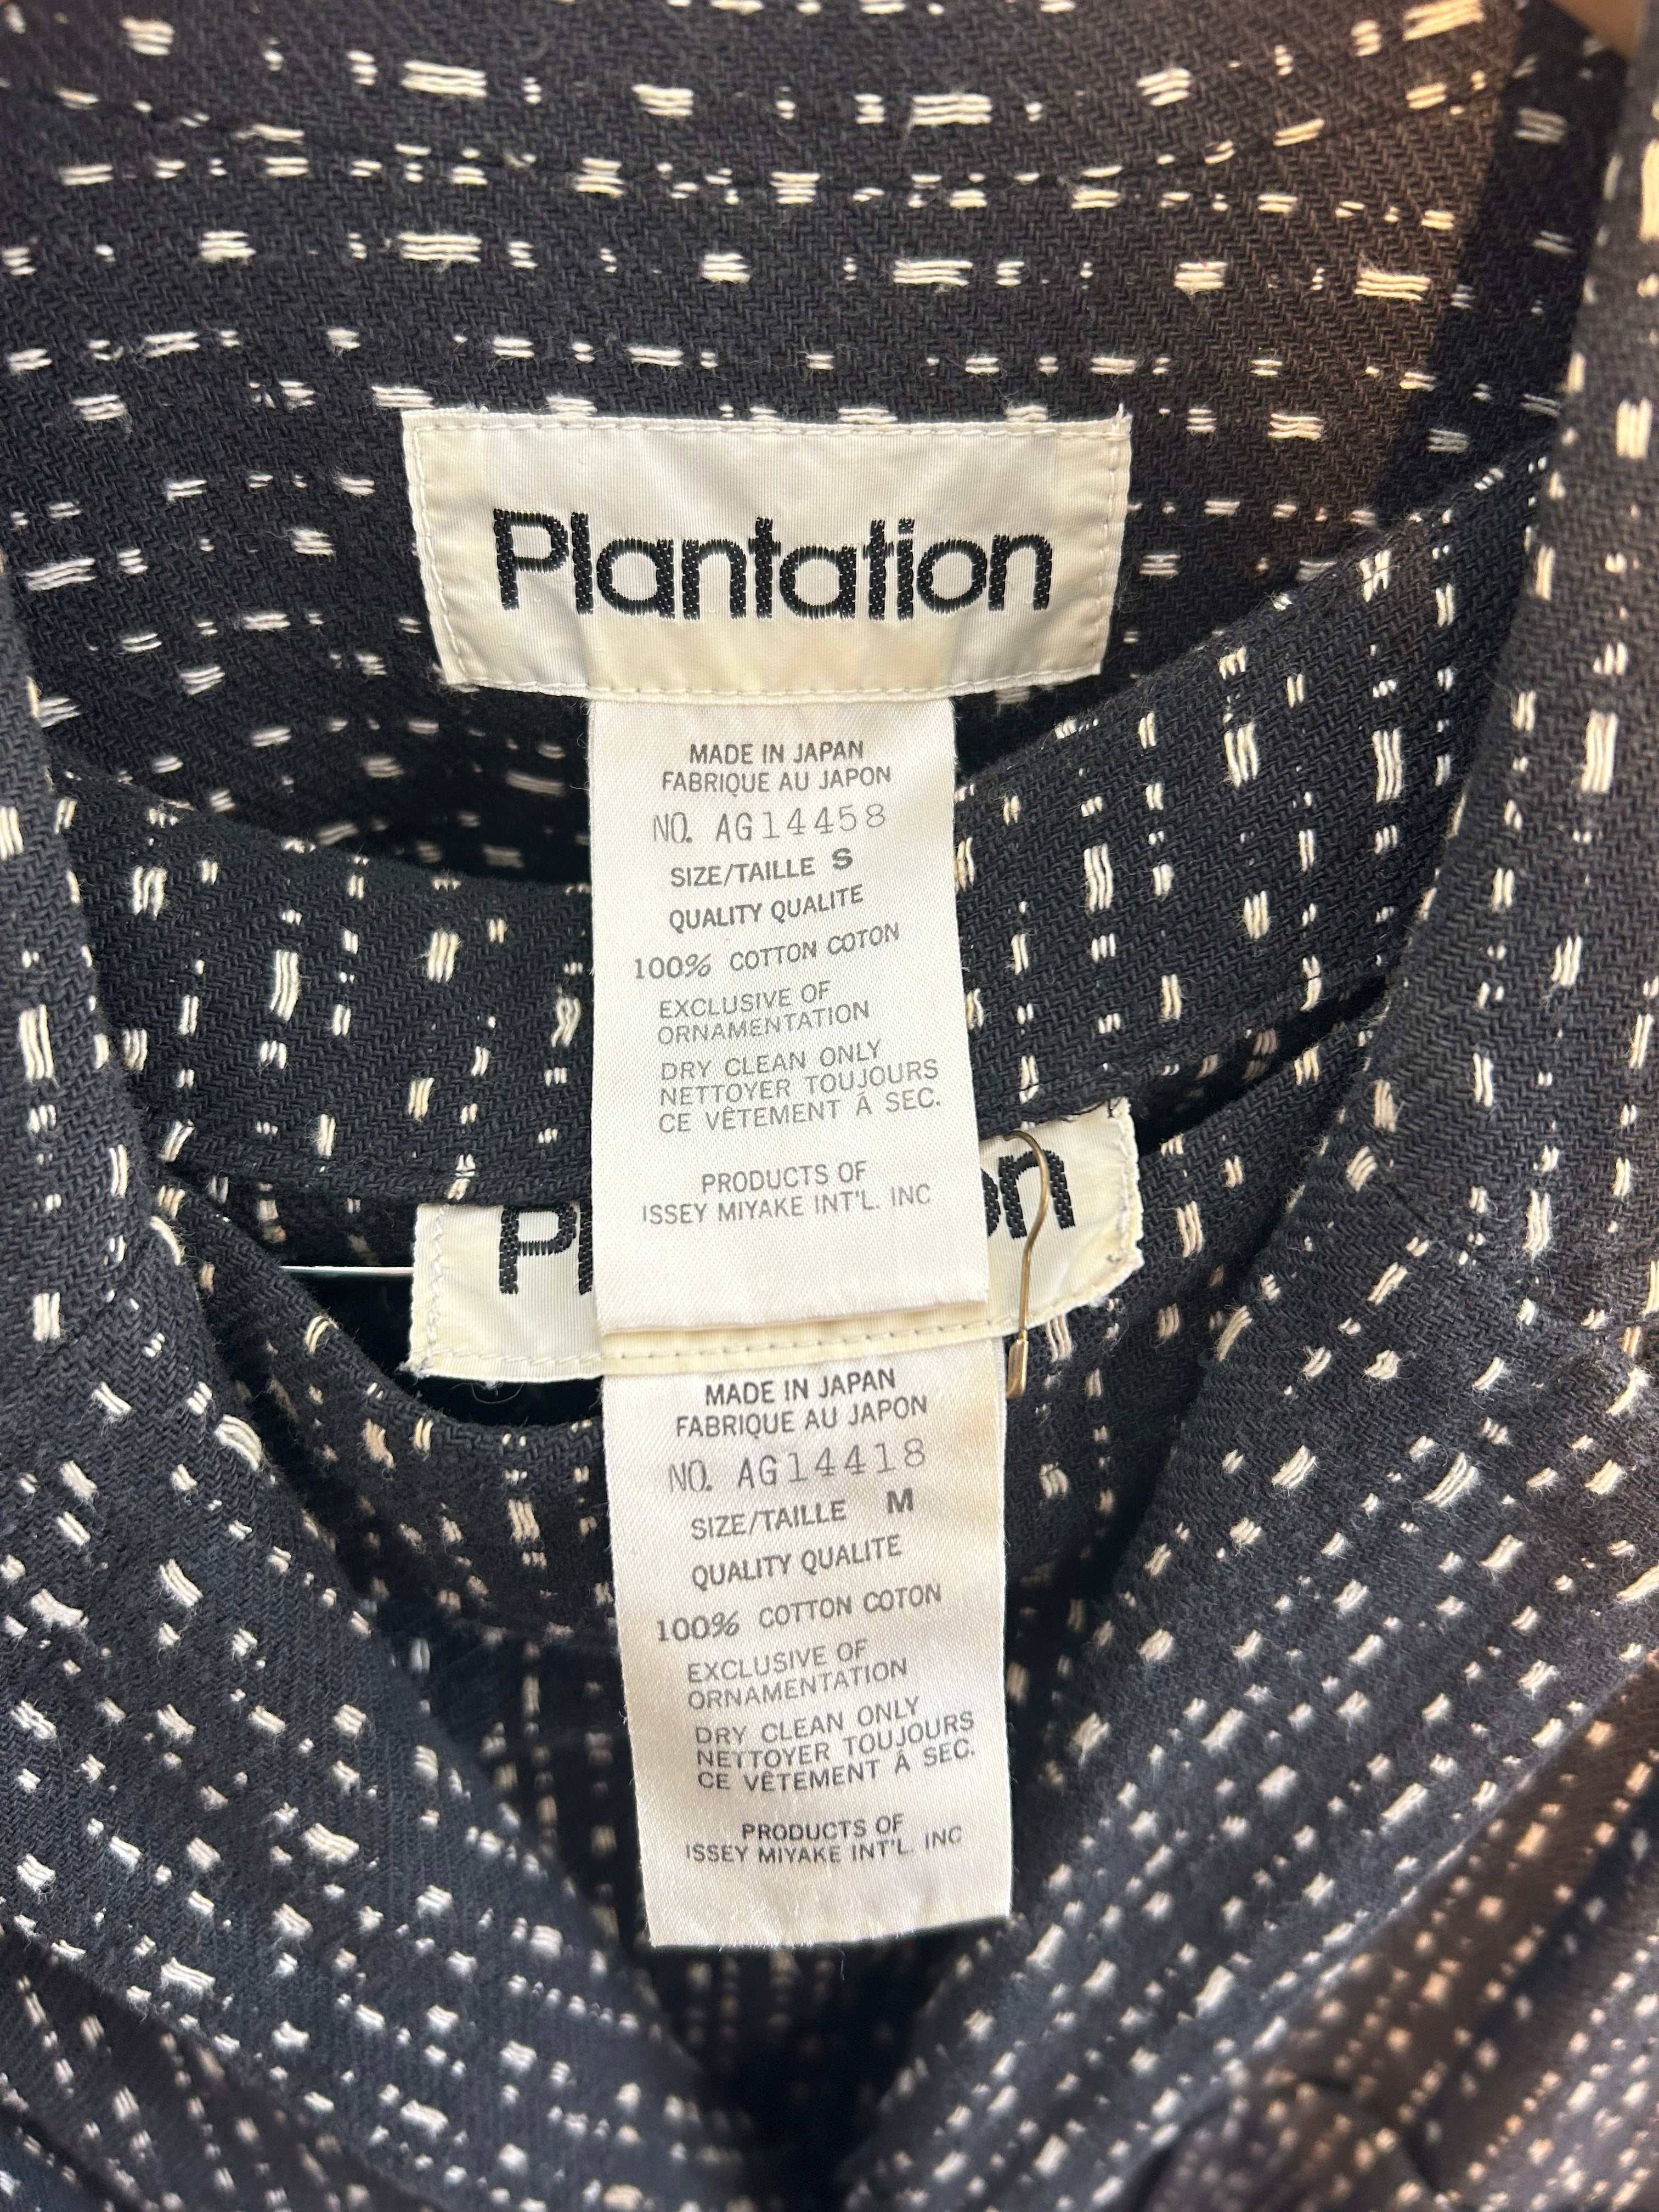 Plantation
MADE IN JAPAN
FABRIQUE AU JAPON
NO. AG14458
SIZE/TAILLE S
QUALITY QUALITE
100% COTTON COTON
EXCLUSIVE OF
ORNAMENTATION
DRY CLEAN ONLY
NETTOYER TOUJOURS
CE VÊTEMENT Á SEC.
PRODUCTS OF
ISSEY MIYAKE INT'L. INC
Pl on
MADE IN JAPAN
FABRIQUE AU JAPON
NO. AG14418
SIZE/TAILLE M
QUALITY QUALITE
100% COTTON COTON
EXCLUSIVE OF
ORNAMENTATION
DRY CLEAN ONLY
NETTOYER TOUJOURS
CE VÊTEMENT Á SEC.
PRODUCTS OF
ISSEY MIYAKE INT'L. INC